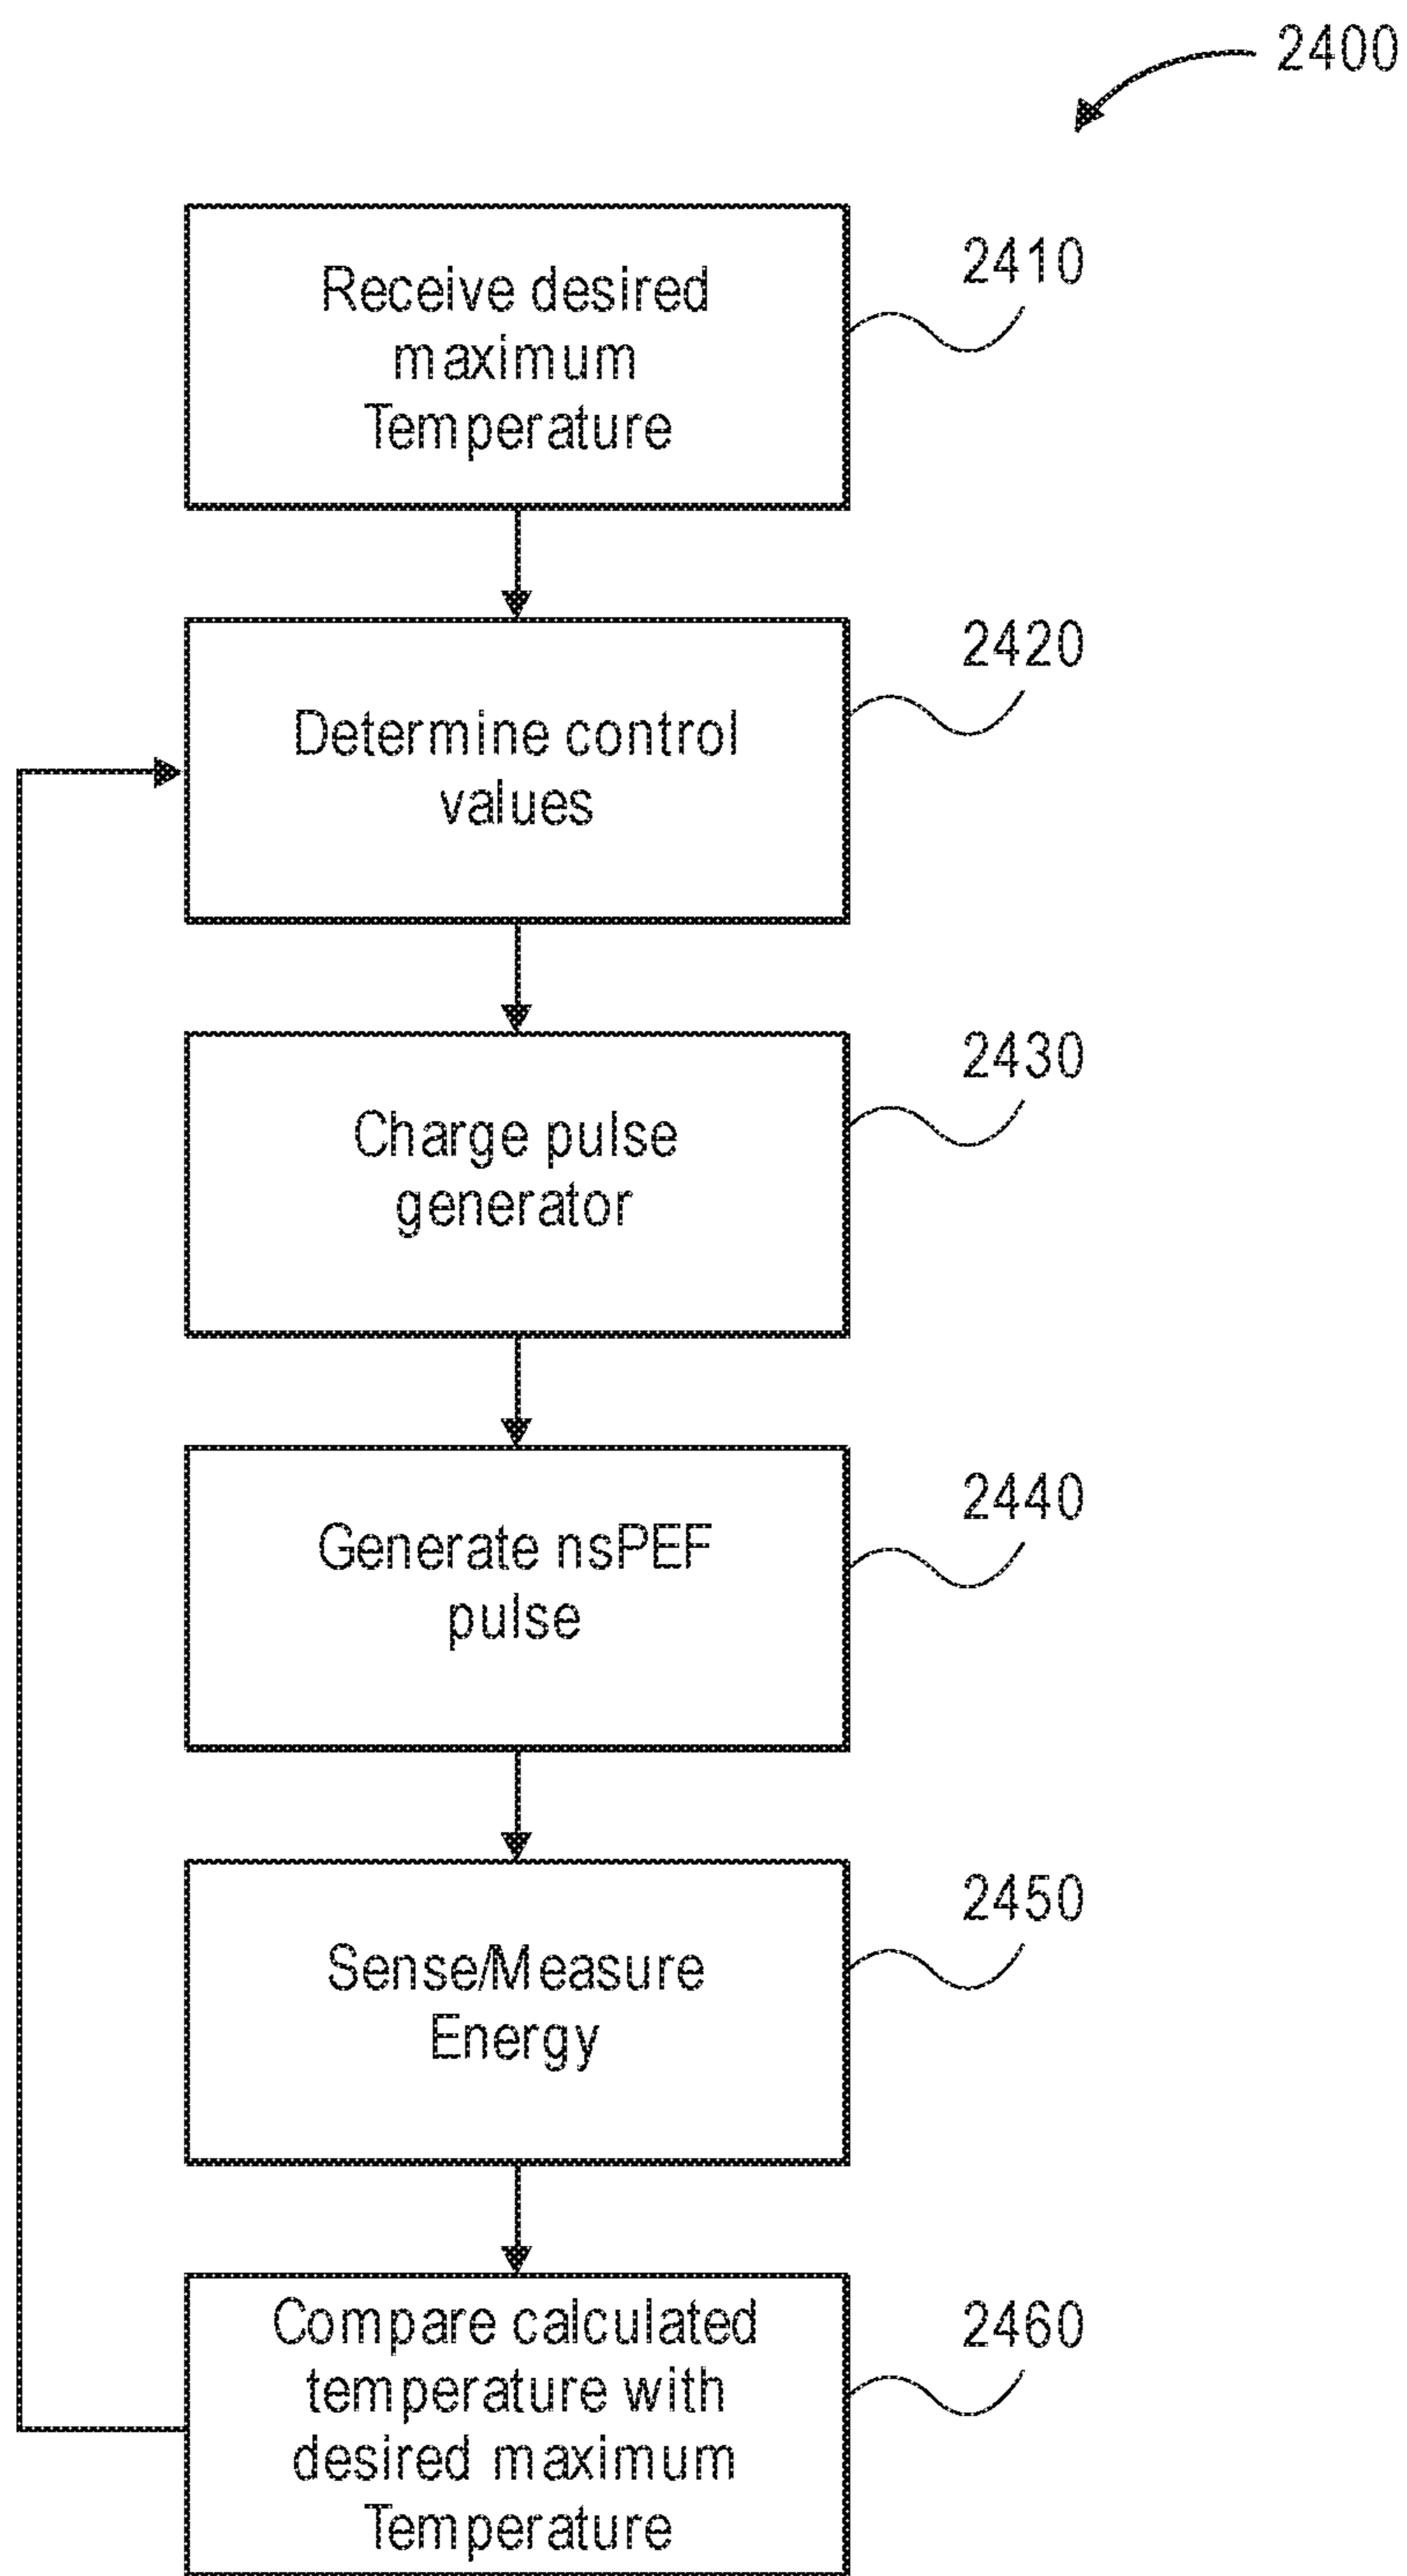 2400
Receive desired
maximum
Temperature
2410
Determine control
values
2420
Charge pulse
generator
2430
Generate nsPEF
pulse
2440
Sense/Measure
Energy
2450
Compare calculated
temperature with
desired maximum
Temperature
2460